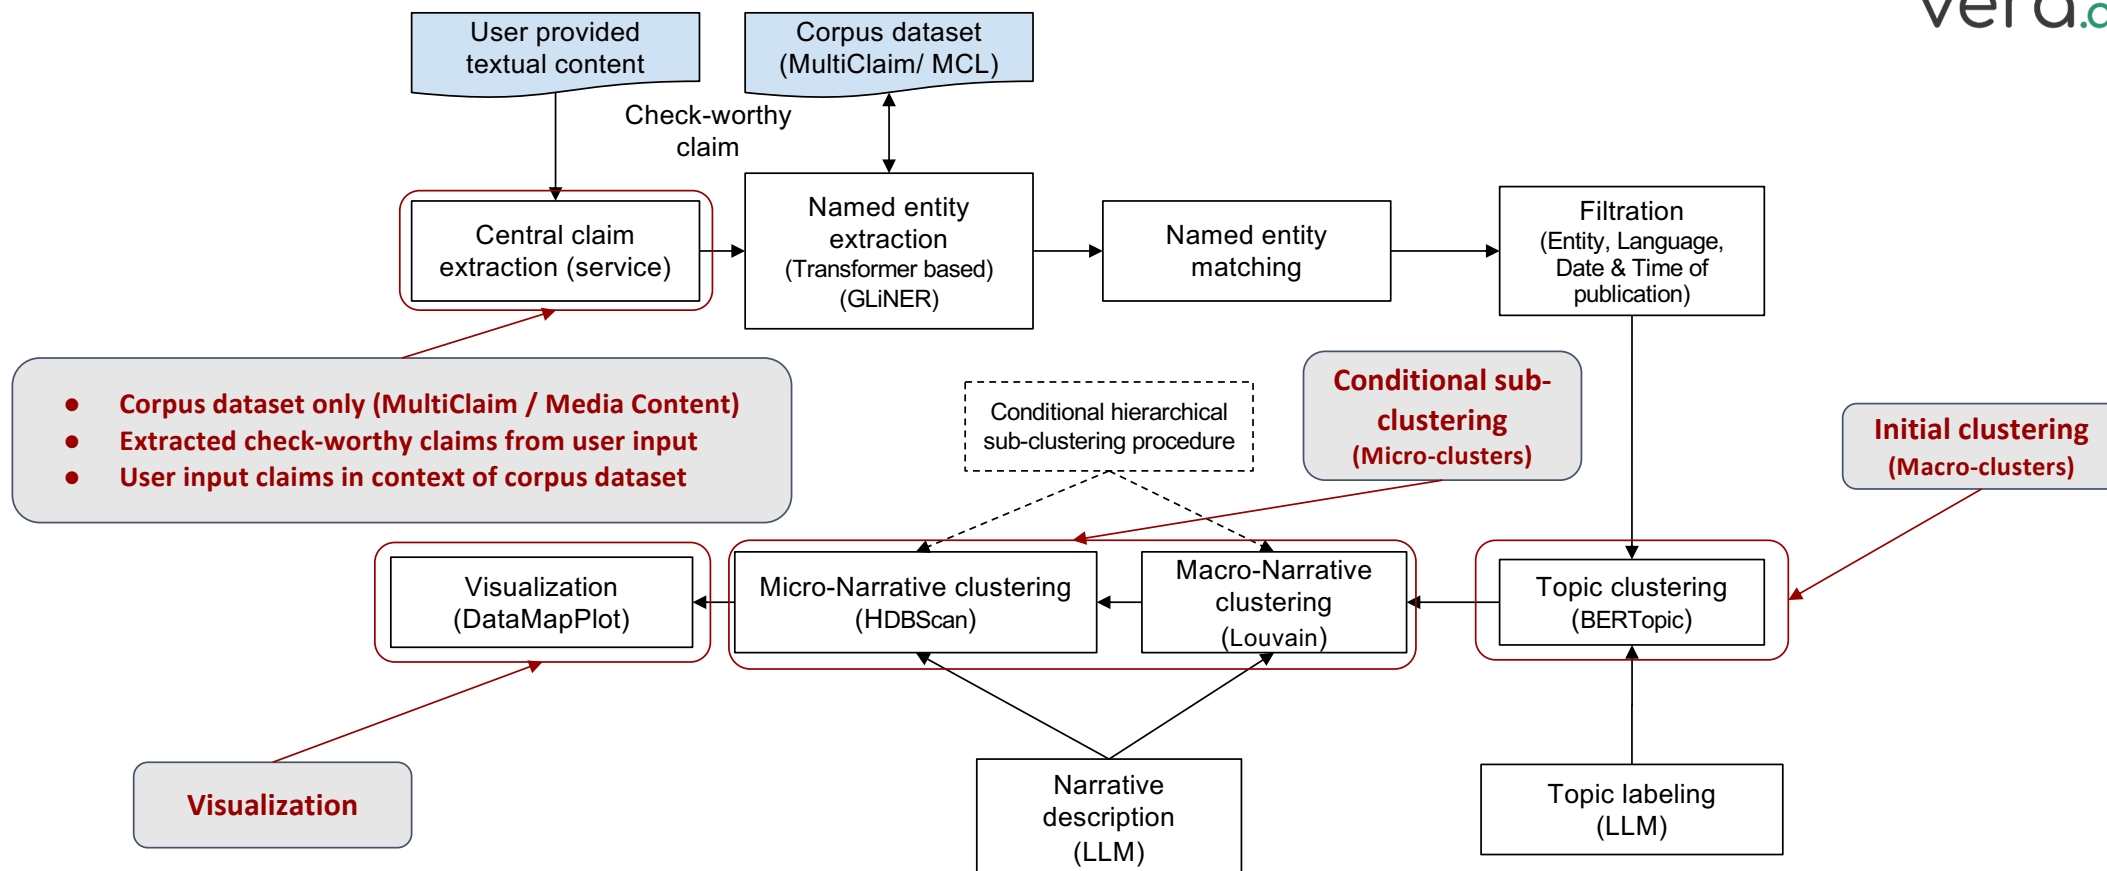 vera.
User provided
textual content
Corpus dataset
(MultiClaim/ MCL)
Check-worthy
claim
Central claim
extraction (service)
Named entity
extraction
(Transformer based)
(GLiNER)
Named entity
matching
Filtration
(Entity, Language,
Date & Time of
publication)
● Corpus dataset only (MultiClaim / Media Content)
● Extracted check-worthy claims from user input
● User input claims in context of corpus dataset
Conditional hierarchical
sub-clustering procedure
Conditional sub-
clustering
(Micro-clusters)
Initial clustering
(Macro-clusters)
Visualization
(DataMapPlot)
Micro-Narrative clustering
(HDBScan)
Macro-Narrative
clustering
(Louvain)
Topic clustering
(BERTopic)
Visualization
Narrative
description
(LLM)
Topic labeling
(LLM)